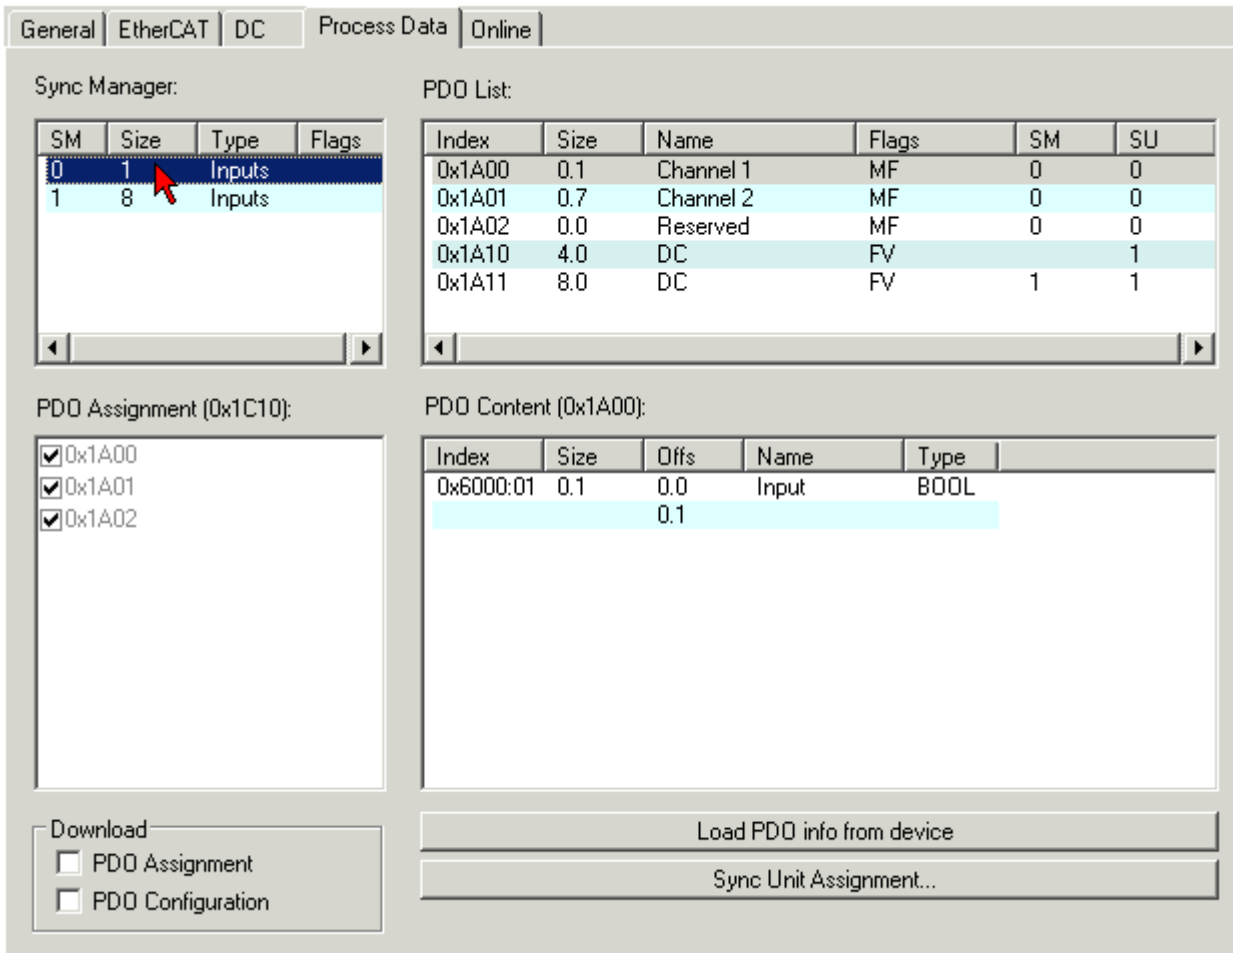 General EtherCAT DC Process Data Online
Sync Manager:
SM Size Type Flags
0 1 Inputs
1 8 Inputs
PDO List:
Index Size Name Flags SM SU
0x1A00 0.1 Channel 1 MF 0 0
0x1A01 0.7 Channel 2 MF 0 0
0x1A02 0.0 Reserved MF 0 0
0x1A10 4.0 DC FV 1
0x1A11 8.0 DC FV 1 1
PDO Assignment (0x1C10):
0x1A00
0x1A01
0x1A02
PDO Content (0x1A00):
Index Size Offs Name Type
0x6000:01 0.1 0.0 Input BOOL
0.1
Download
PDO Assignment
PDO Configuration
Load PDO info from device
Sync Unit Assignment...